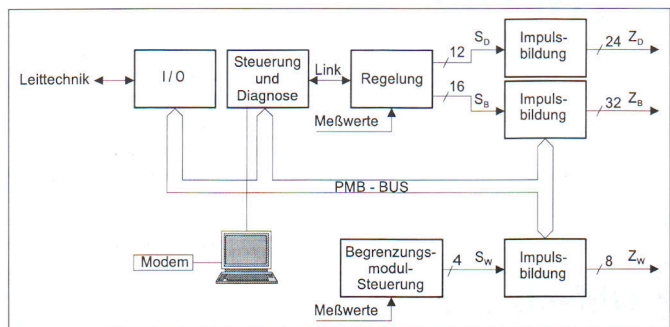 Leittechnik
I / O
Steuerung
und
Diagnose
Link
Regelung
Meßwerte
12
S_D
Impuls-
bildung
24
Z_D
16
S_B
Impuls-
bildung
32
Z_B
PMB - BUS
Modem
Begrenzungs-
modul-
Steuerung
Meßwerte
4
S_W
Impuls-
bildung
8
Z_W